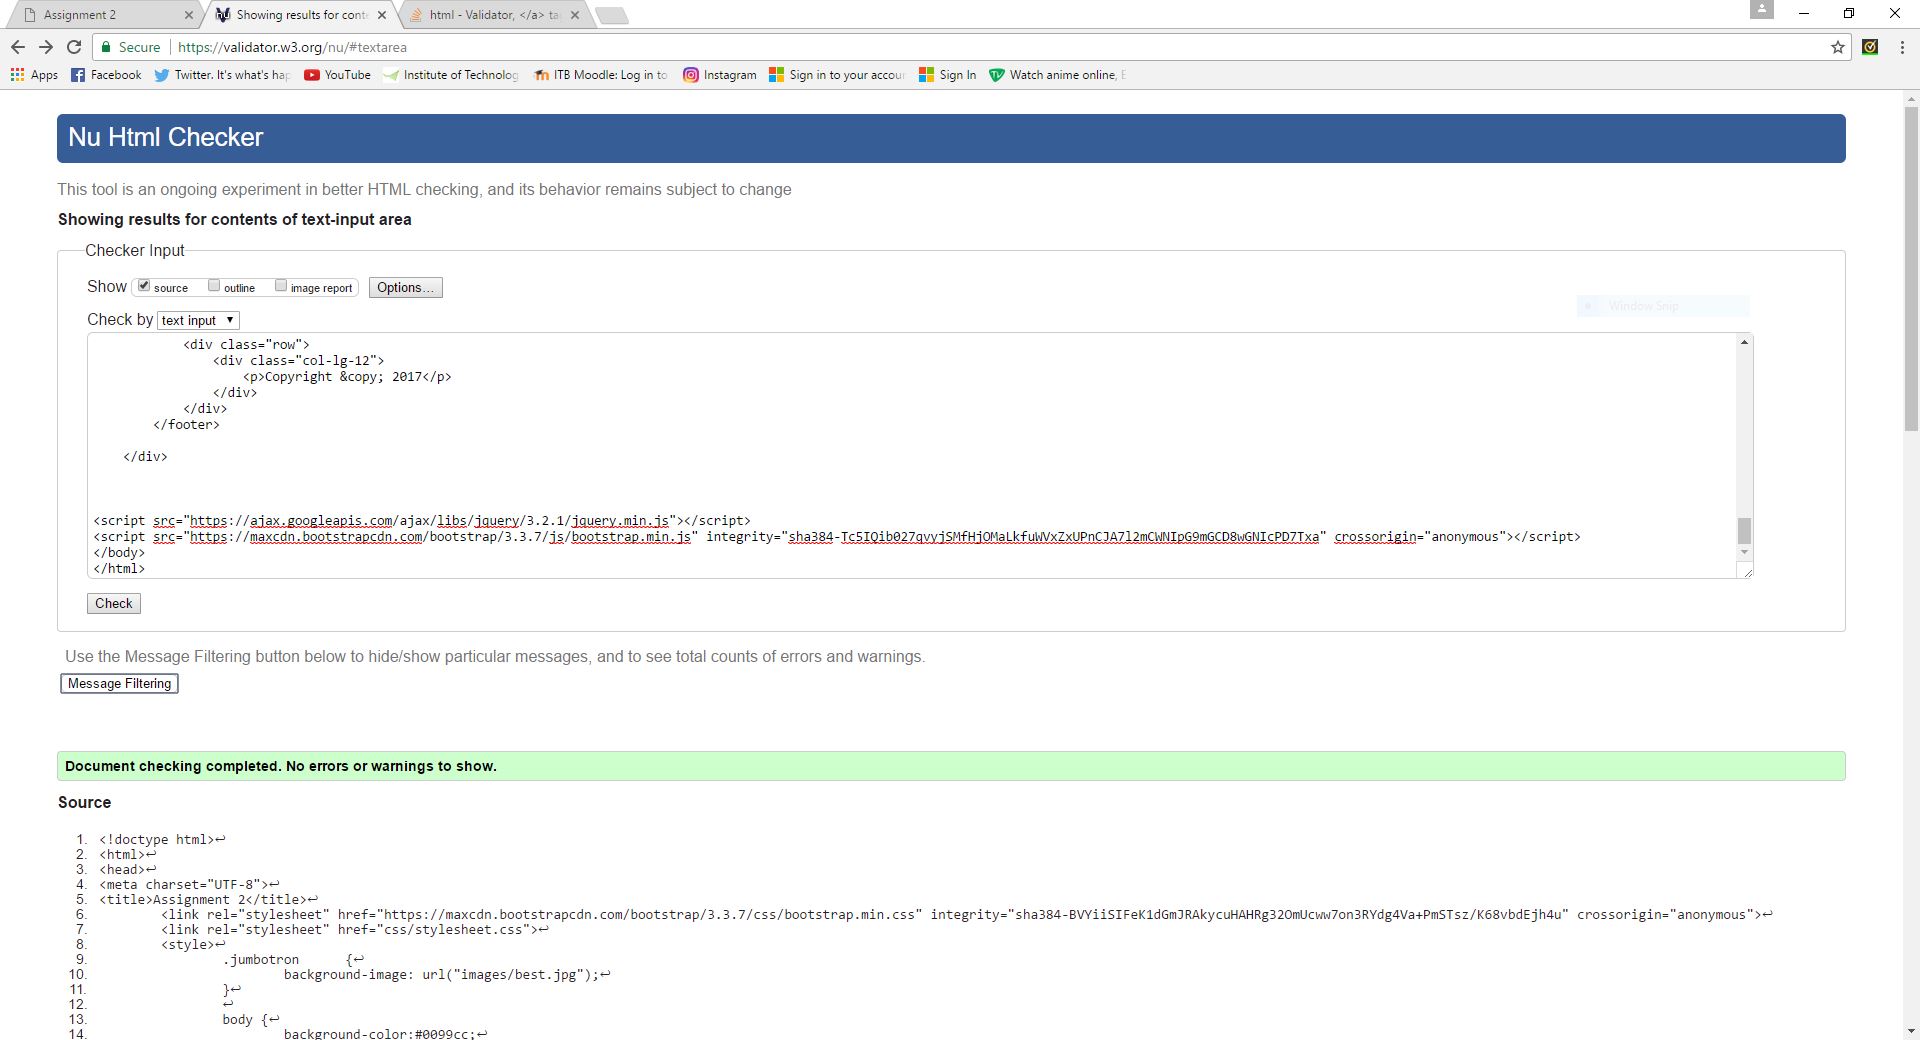 Assignment 2
Showing results for conte
html - Validator, </a> ta
Secure
https://validator.w3.org/nu/#textarea
Apps
Facebook
Twitter. It's what's hap
YouTube
Institute of Technolog
ITB Moodle: Log in to
Instagram
Sign in to your accour
Sign In
Watch anime online, E
Nu Html Checker
This tool is an ongoing experiment in better HTML checking, and its behavior remains subject to change
Showing results for contents of text-input area
Checker Input
Show source outline image report Options...
Window Snip
Check by text input
<div class="row">
<div class="col-lg-12">
<p>Copyright &copy; 2017</p>
</div>
</div>
</footer>
</div>
<script src="https://ajax.googleapis.com/ajax/libs/jquery/3.2.1/jquery.min.js"></script>
<script src="https://maxcdn.bootstrapcdn.com/bootstrap/3.3.7/js/bootstrap.min.js" integrity="sha384-Tc5IQib027qvyjSMfHjOMaLkfuWVxZxUPnCJA7l2mCWNIpG9mGCD8wGNIcPD7Txa" crossorigin="anonymous"></script>
</body>
</html>
Check
Use the Message Filtering button below to hide/show particular messages, and to see total counts of errors and warnings.
Message Filtering
Document checking completed. No errors or warnings to show.
Source
1. <!doctype html>↩
2. <html>↩
3. <head>↩
4. <meta charset="UTF-8">↩
5. <title>Assignment 2</title>↩
6. <link rel="stylesheet" href="https://maxcdn.bootstrapcdn.com/bootstrap/3.3.7/css/bootstrap.min.css" integrity="sha384-BVYiiSIFeK1dGmJRAkycuHAHRg32OmUcww7on3RYdg4Va+PmSTsz/K68vbdEjh4u" crossorigin="anonymous">↩
7. <link rel="stylesheet" href="css/stylesheet.css">↩
8. <style>↩
9. .jumbotron {↩
10. background-image: url("images/best.jpg");↩
11. }↩
12. ↩
13. body {↩
14. background-color:#0099cc;↩